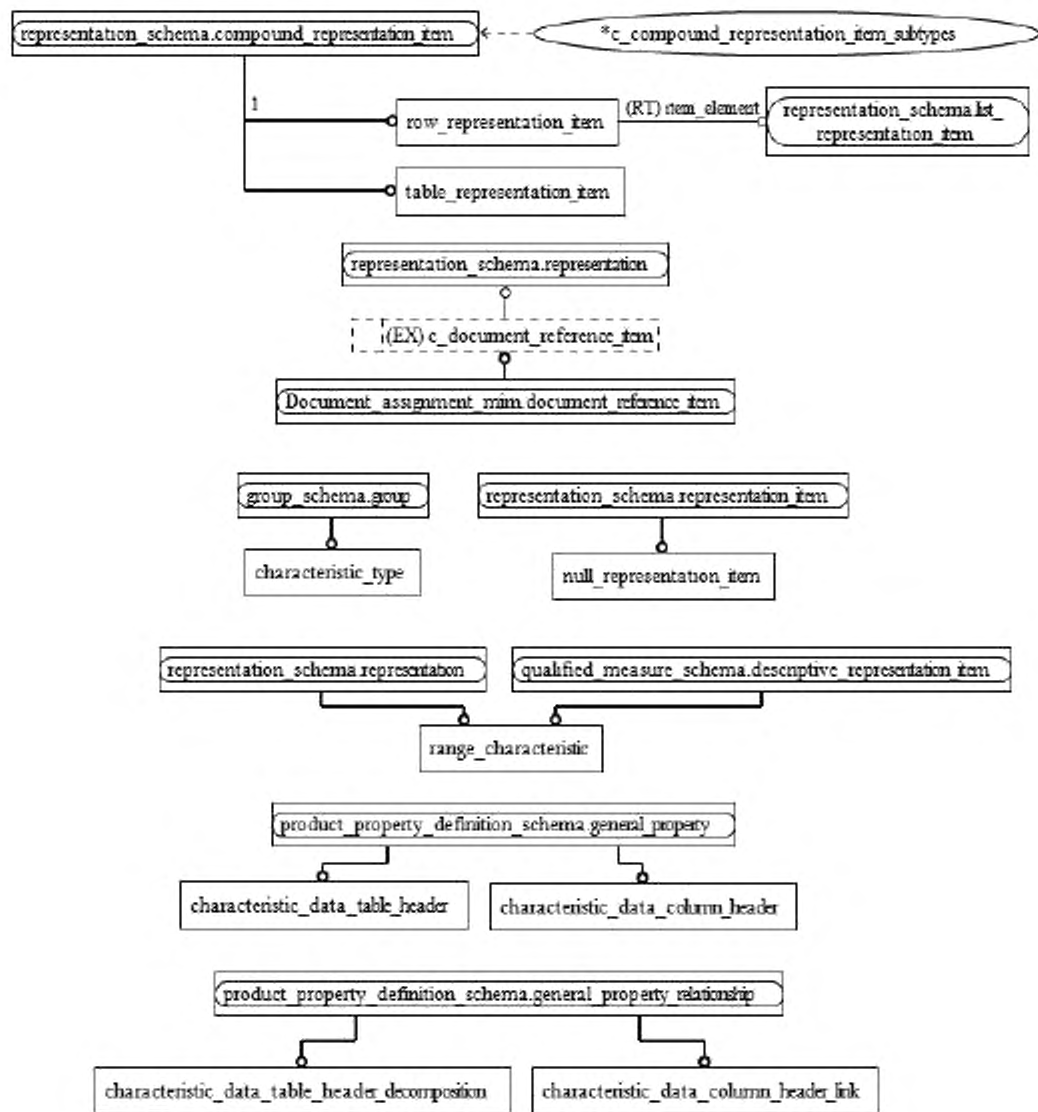 representation_schema.compound_representation_item
*c_compound_representation_item_subtypes
1
row_representation_item
(RT) item_element
representation_schema.list_
representation_item
table_representation_item
representation_schema.representation
(EX) c_document_reference_item
Document_assignment_mim.document_reference_item
group_schema.group
representation_schema.representation_item
characteristic_type
null_representation_item
representation_schema.representation
qualified_measure_schema.descriptive_representation_item
range_characteristic
product_property_definition_schema.general_property
characteristic_data_table_header
characteristic_data_column_header
product_property_definition_schema.general_property_relationship
characteristic_data_table_header_decomposition
characteristic_data_column_header_link